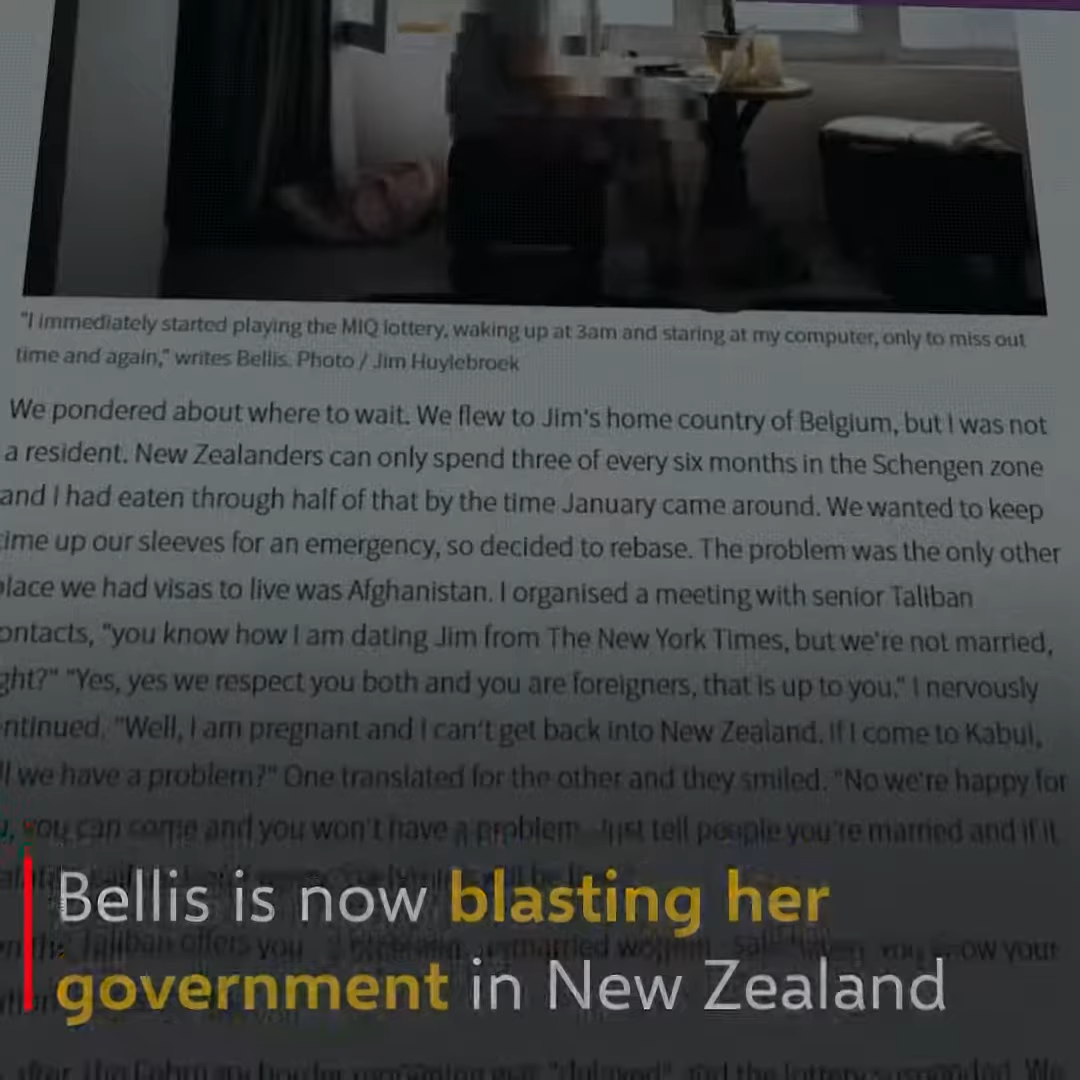 "I immediately started playing the MIQ lottery, waking up at 3am and staring at my computer, only to miss out
time and again," writes Bellis. Photo / Jim Huylebroek
We pondered about where to wait. We flew to Jim's home country of Belgium, but I was not
a resident. New Zealanders can only spend three of every six months in the Schengen zone
and I had eaten through half of that by the time January came around. We wanted to keep
ime up our sleeves for an emergency, so decided to rebase. The problem was the only other
lace we had visas to live was Afghanistan. I organised a meeting with senior Taliban
ontacts, "you know how I am dating Jim from The New York Times, but we're not married,
ght?" "Yes, yes we respect you both and you are foreigners, that is up to you." I nervously
ntinued, "Well, I am pregnant and I can't get back into New Zealand. If I come to Kabul,
ll we have a problem?" One translated for the other and they smiled. "No we're happy for
you can come and you won't have a problem. Just tell people you're married and if it
Bellis is now blasting her
Taliban offers you married know your
government in New Zealand